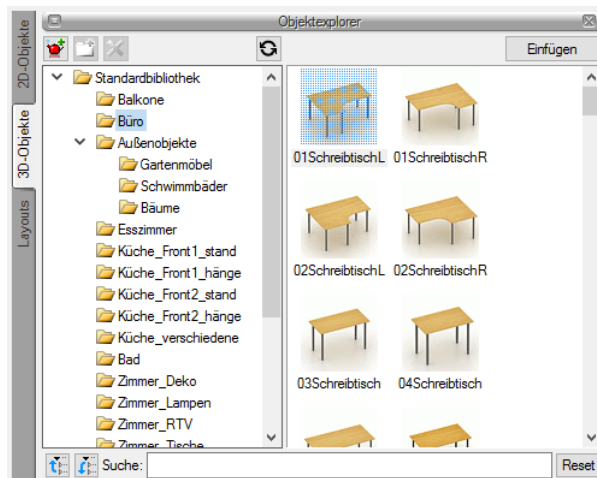 Objektexplorer
2D-Objekte
3D-Objekte
Layouts
Einfügen
Standardbibliothek
Balkone
Büro
Außenobjekte
Gartenmöbel
Schwimmbäder
Bäume
Esszimmer
Küche_Front1_stand
Küche_Front1_hänge
Küche_Front2_stand
Küche_Front2_hänge
Küche_verschiedene
Bad
Zimmer_Deko
Zimmer_Lampen
Zimmer_RTV
Zimmer_Tische
01SchreibtischL 01SchreibtischR
02SchreibtischL 02SchreibtischR
03Schreibtisch 04Schreibtisch
Suche:
Reset